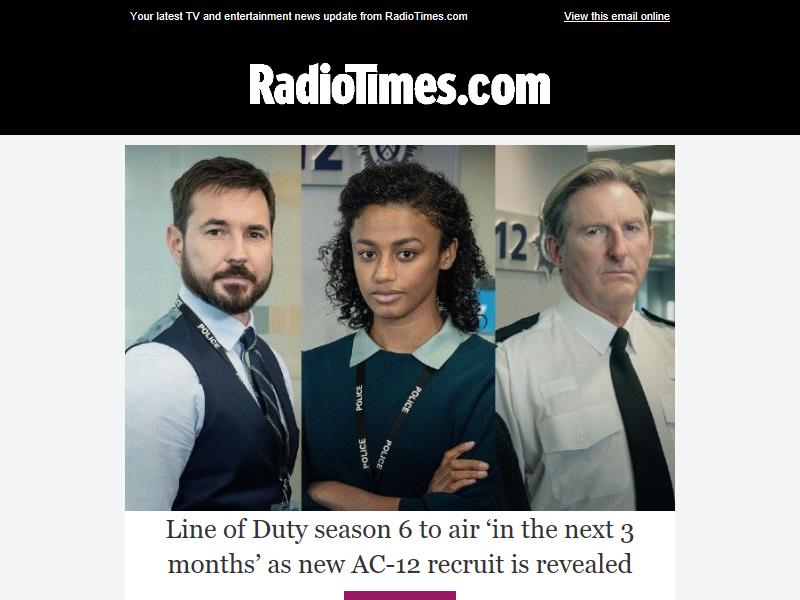 Your latest TV and entertainment news update from RadioTimes.com
View this email online
RadioTimes.com
12
12
POLICE
POLICE
POLICE
POLICE
POLICE
Line of Duty season 6 to air ‘in the next 3
months’ as new AC-12 recruit is revealed